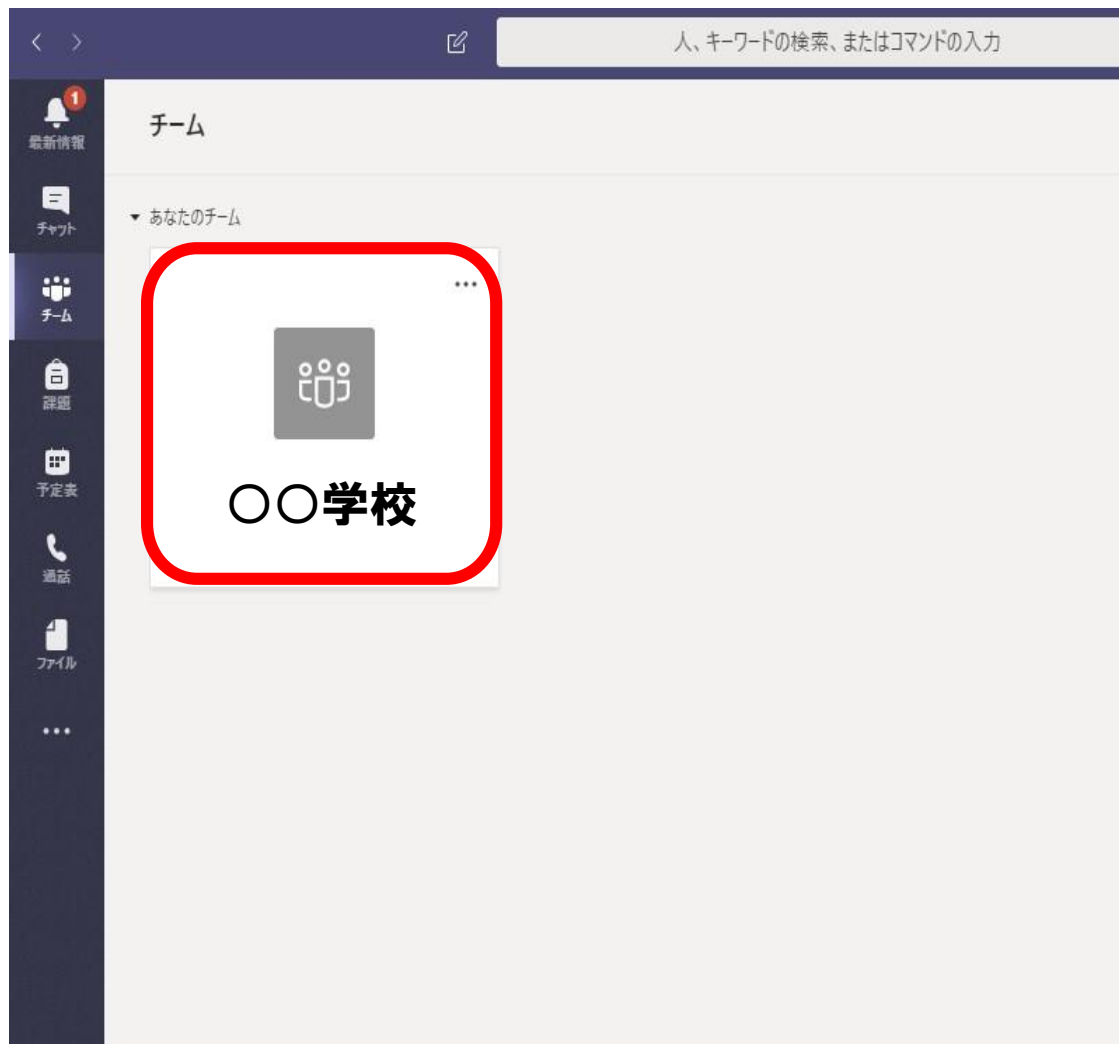 人、キーワードの検索、またはコマンドの入力
1
最新情報
チャット
チーム
課題
予定表
通話
ファイル
チーム
あなたのチーム
〇〇学校